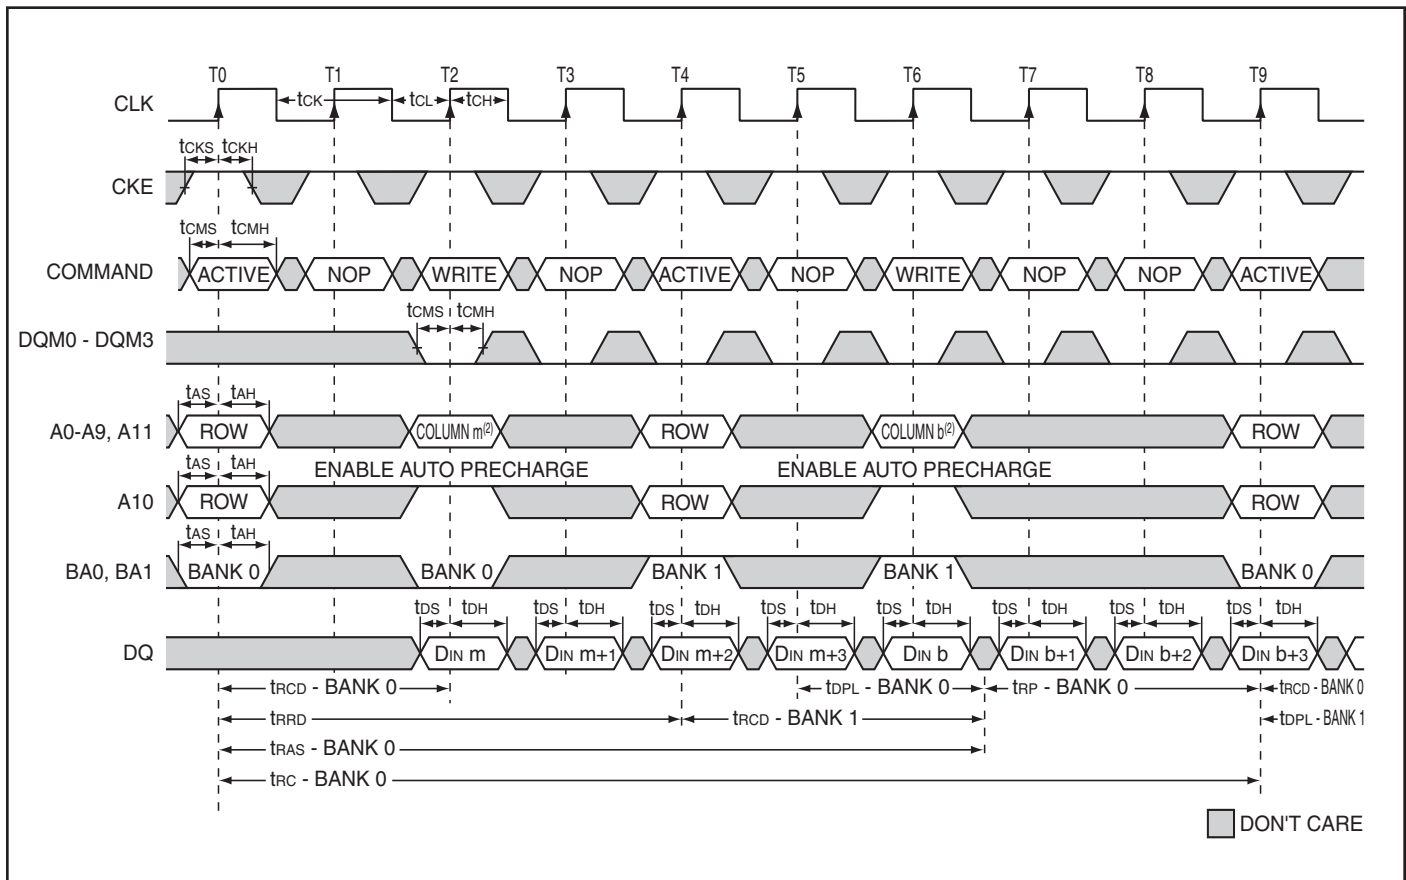 T0 T1 T2 T3 T4 T5 T6 T7 T8 T9
CLK tCK tCL tCH
tCKS tCKH
CKE
tCMS tCMH
COMMAND ACTIVE NOP WRITE NOP ACTIVE NOP WRITE NOP NOP ACTIVE
tCMS tCMH
DQM0 - DQM3
tAS tAH
A0-A9, A11 ROW COLUMN m(2) ROW COLUMN b(2) ROW
tAS tAH ENABLE AUTO PRECHARGE ENABLE AUTO PRECHARGE
A10 ROW ROW ROW
tAS tAH
BA0, BA1 BANK 0 BANK 0 BANK 1 BANK 1 BANK 0
tDS tDH tDS tDH tDS tDH tDS tDH tDS tDH tDS tDH tDS tDH tDS tDH
DQ DIN m DIN m+1 DIN m+2 DIN m+3 DIN b DIN b+1 DIN b+2 DIN b+3
tRCD - BANK 0 tDPL - BANK 0 tRP - BANK 0 tRCD - BANK 0
tRRD tRCD - BANK 1 tDPL - BANK 1
tRAS - BANK 0
tRC - BANK 0
DON'T CARE